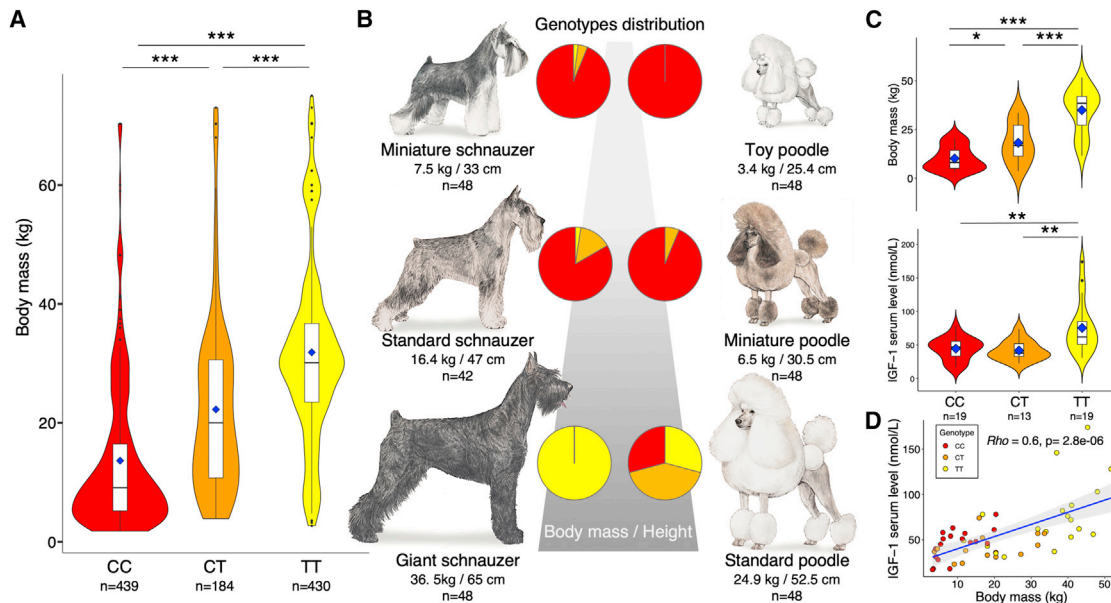 A
Body mass (kg)
60
40
20
0
***
***
***
CC
CT
TT
n=439
n=184
n=430
B
Genotypes distribution
Miniature schnauzer
7.5 kg / 33 cm
n=48
Toy poodle
3.4 kg / 25.4 cm
n=48
Standard schnauzer
16.4 kg / 47 cm
n=42
Miniature poodle
6.5 kg / 30.5 cm
n=48
Body mass / Height
Giant schnauzer
36. 5kg / 65 cm
n=48
Standard poodle
24.9 kg / 52.5 cm
n=48
C
***
*
***
Body mass (kg)
50
25
0
**
**
IGF-1 serum level (nmol/L)
200
150
100
50
0
CC
CT
TT
n=19
n=13
n=19
D
IGF-1 serum level (nmol/L)
150
100
50
Genotype
CC
CT
TT
Rho = 0.6, p= 2.8e-06
10
20
30
40
50
Body mass (kg)